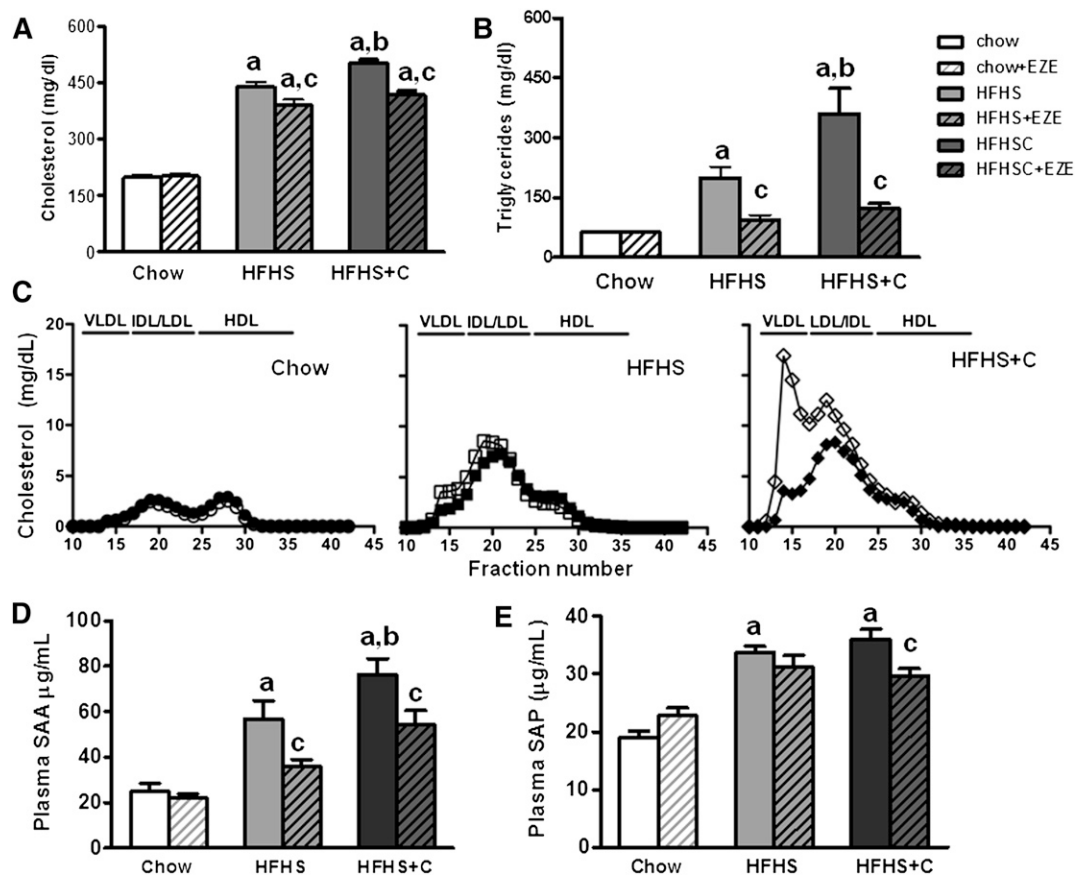 A
Cholesterol (mg/dl)
600
450
300
150
0
a
a,c
a,b
a,c
Chow
HFHS
HFHS+C
B
Triglycerides (mg/dl)
600
450
300
150
0
a
c
a,b
c
Chow
HFHS
HFHS+C
chow
chow+EZE
HFHS
HFHS+EZE
HFHSC
HFHSC+EZE
C
Cholesterol (mg/dL)
20
15
10
5
0
VLDL IDL/LDL HDL
Chow
10 15 20 25 30 35 40 45
VLDL IDL/LDL HDL
HFHS
10 15 20 25 30 35 40 45
VLDL LDL/IDL HDL
HFHS+C
10 15 20 25 30 35 40 45
Fraction number
D
Plasma SAA µg/mL
100
80
60
40
20
0
a
c
a,b
c
Chow
HFHS
HFHS+C
E
Plasma SAP (µg/mL)
40
30
20
10
0
a
a
c
Chow
HFHS
HFHS+C